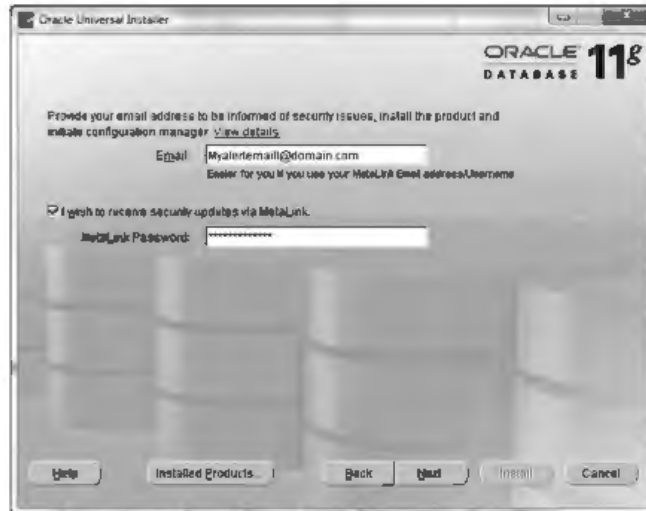 Oracle Universal Installer
ORACLE 11g
DATABASE
Provide your email address to be informed of security issues, install the product and
initiate configuration manager. View details.
Email: Myalertemaill@domain.com
Easier for you if you use your MetaLink Email address/Username
I wish to receive security updates via MetaLink.
MetaLink Password: *************
Help Installed Products... Back Next Install Cancel